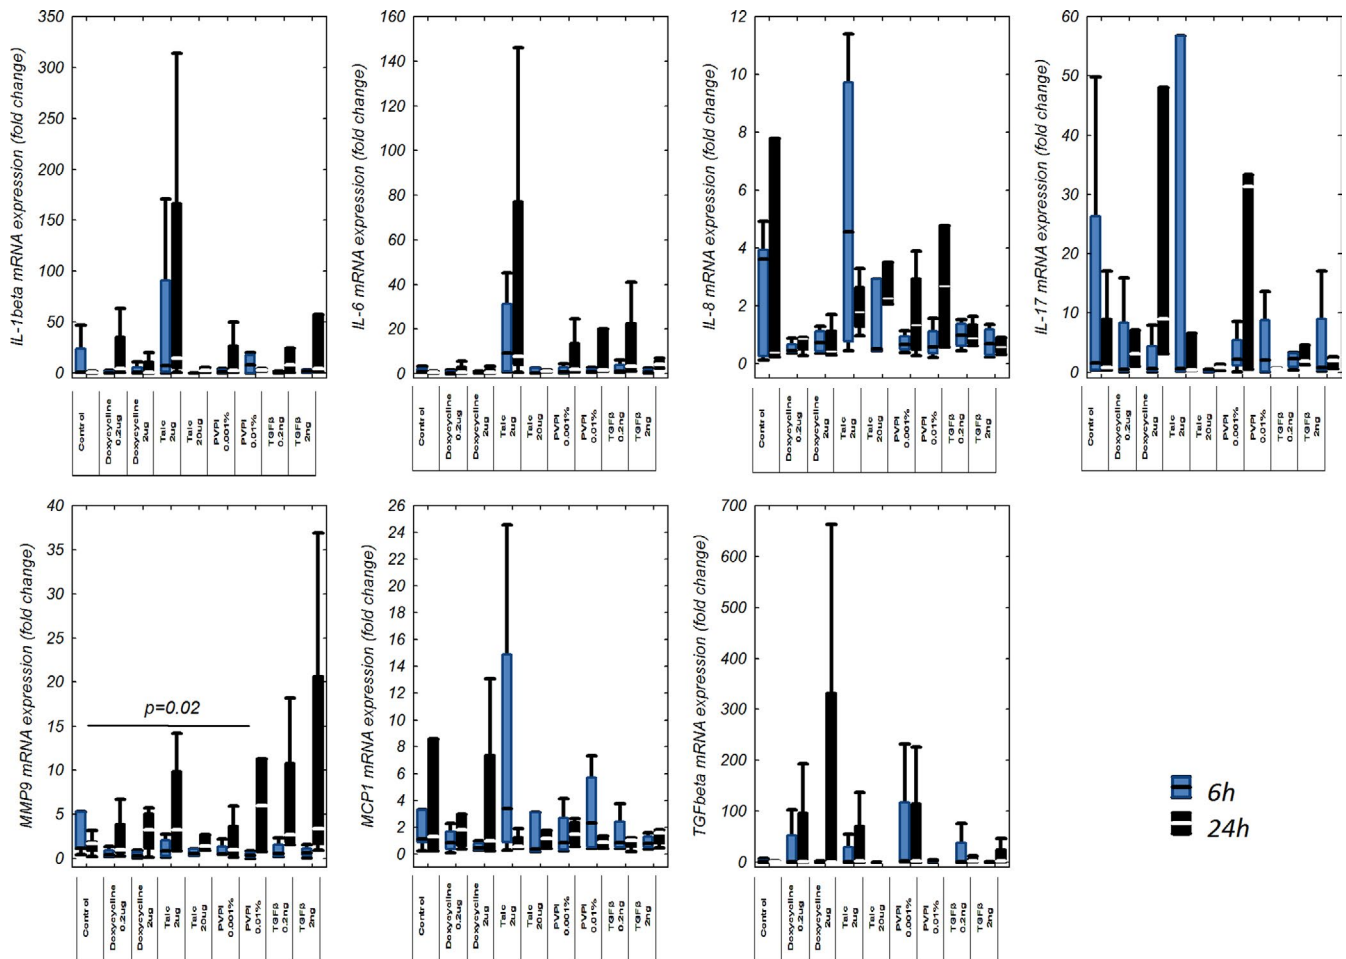 IL-1beta mRNA expression (fold change)
350
300
250
200
150
100
50
0
Control
Doxycycline
0.2ug
Doxycycline
2ug
Talc
2ug
Talc
20ug
PVPI
0.001%
PVPI
0.01%
TGFβ
0.2ng
TGFβ
2ng
IL-6 mRNA expression (fold change)
160
140
120
100
80
60
40
20
0
Control
Doxycycline
0.2ug
Doxycycline
2ug
Talc
2ug
Talc
20ug
PVPI
0.001%
PVPI
0.01%
TGFβ
0.2ng
TGFβ
2ng
IL-8 mRNA expression (fold change)
12
10
8
6
4
2
0
Control
Doxycycline
0.2ug
Doxycycline
2ug
Talc
2ug
Talc
20ug
PVPI
0.001%
PVPI
0.01%
TGFβ
0.2ng
TGFβ
2ng
IL-17 mRNA expression (fold change)
60
50
40
30
20
10
0
Control
Doxycycline
0.2ug
Doxycycline
2ug
Talc
2ug
Talc
20ug
PVPI
0.001%
PVPI
0.01%
TGFβ
0.2ng
TGFβ
2ng
MMP9 mRNA expression (fold change)
40
35
30
25
20
15
10
5
0
p=0.02
Control
Doxycycline
0.2ug
Doxycycline
2ug
Talc
2ug
Talc
20ug
PVPI
0.001%
PVPI
0.01%
TGFβ
0.2ng
TGFβ
2ng
MCP1 mRNA expression (fold change)
26
24
22
20
18
16
14
12
10
8
6
4
2
0
Control
Doxycycline
0.2ug
Doxycycline
2ug
Talc
2ug
Talc
20ug
PVPI
0.001%
PVPI
0.01%
TGFβ
0.2ng
TGFβ
2ng
TGFbeta mRNA expression (fold change)
700
600
500
400
300
200
100
0
Control
Doxycycline
0.2ug
Doxycycline
2ug
Talc
2ug
Talc
20ug
PVPI
0.001%
PVPI
0.01%
TGFβ
0.2ng
TGFβ
2ng
6h
24h